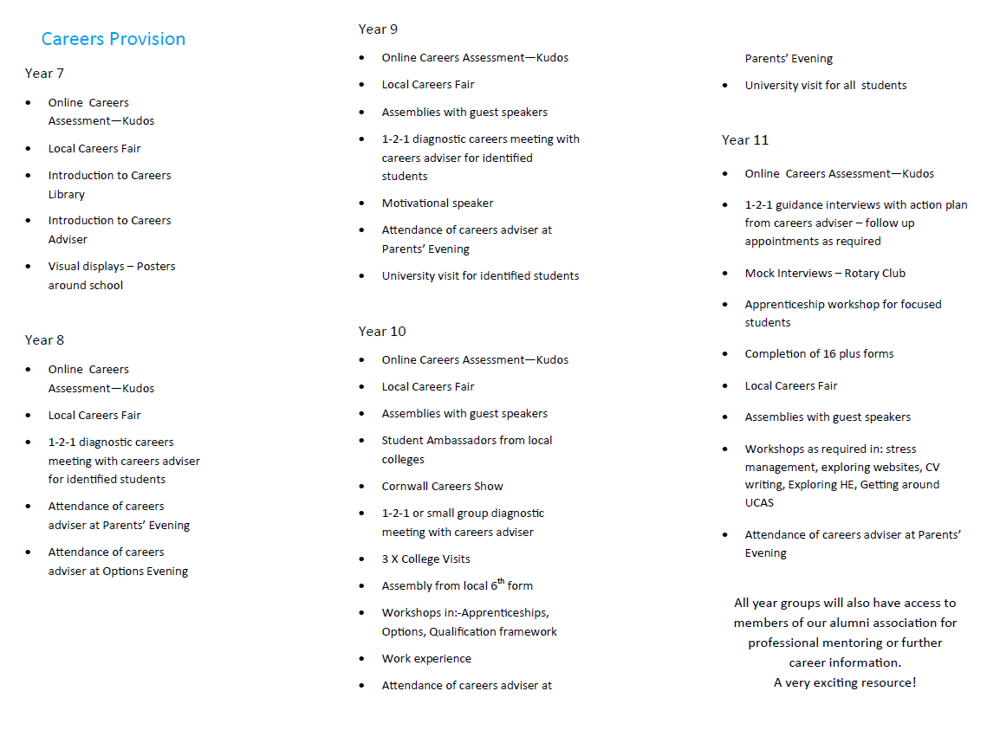 Careers Provision
Year 7
• Online Careers
Assessment—Kudos
• Local Careers Fair
• Introduction to Careers
Library
• Introduction to Careers
Adviser
• Visual displays – Posters
around school
Year 8
• Online Careers
Assessment—Kudos
• Local Careers Fair
• 1-2-1 diagnostic careers
meeting with careers adviser
for identified students
• Attendance of careers
adviser at Parents’ Evening
• Attendance of careers
adviser at Options Evening
Year 9
• Online Careers Assessment—Kudos
• Local Careers Fair
• Assemblies with guest speakers
• 1-2-1 diagnostic careers meeting with
careers adviser for identified
students
• Motivational speaker
• Attendance of careers adviser at
Parents’ Evening
• University visit for identified students
Year 10
• Online Careers Assessment—Kudos
• Local Careers Fair
• Assemblies with guest speakers
• Student Ambassadors from local
colleges
• Cornwall Careers Show
• 1-2-1 or small group diagnostic
meeting with careers adviser
• 3 X College Visits
• Assembly from local 6th form
• Workshops in:-Apprenticeships,
Options, Qualification framework
• Work experience
• Attendance of careers adviser at
Parents’ Evening
• University visit for all students
Year 11
• Online Careers Assessment—Kudos
• 1-2-1 guidance interviews with action plan
from careers adviser – follow up
appointments as required
• Mock Interviews – Rotary Club
• Apprenticeship workshop for focused
students
• Completion of 16 plus forms
• Local Careers Fair
• Assemblies with guest speakers
• Workshops as required in: stress
management, exploring websites, CV
writing, Exploring HE, Getting around
UCAS
• Attendance of careers adviser at Parents’
Evening
All year groups will also have access to
members of our alumni association for
professional mentoring or further
career information.
A very exciting resource!